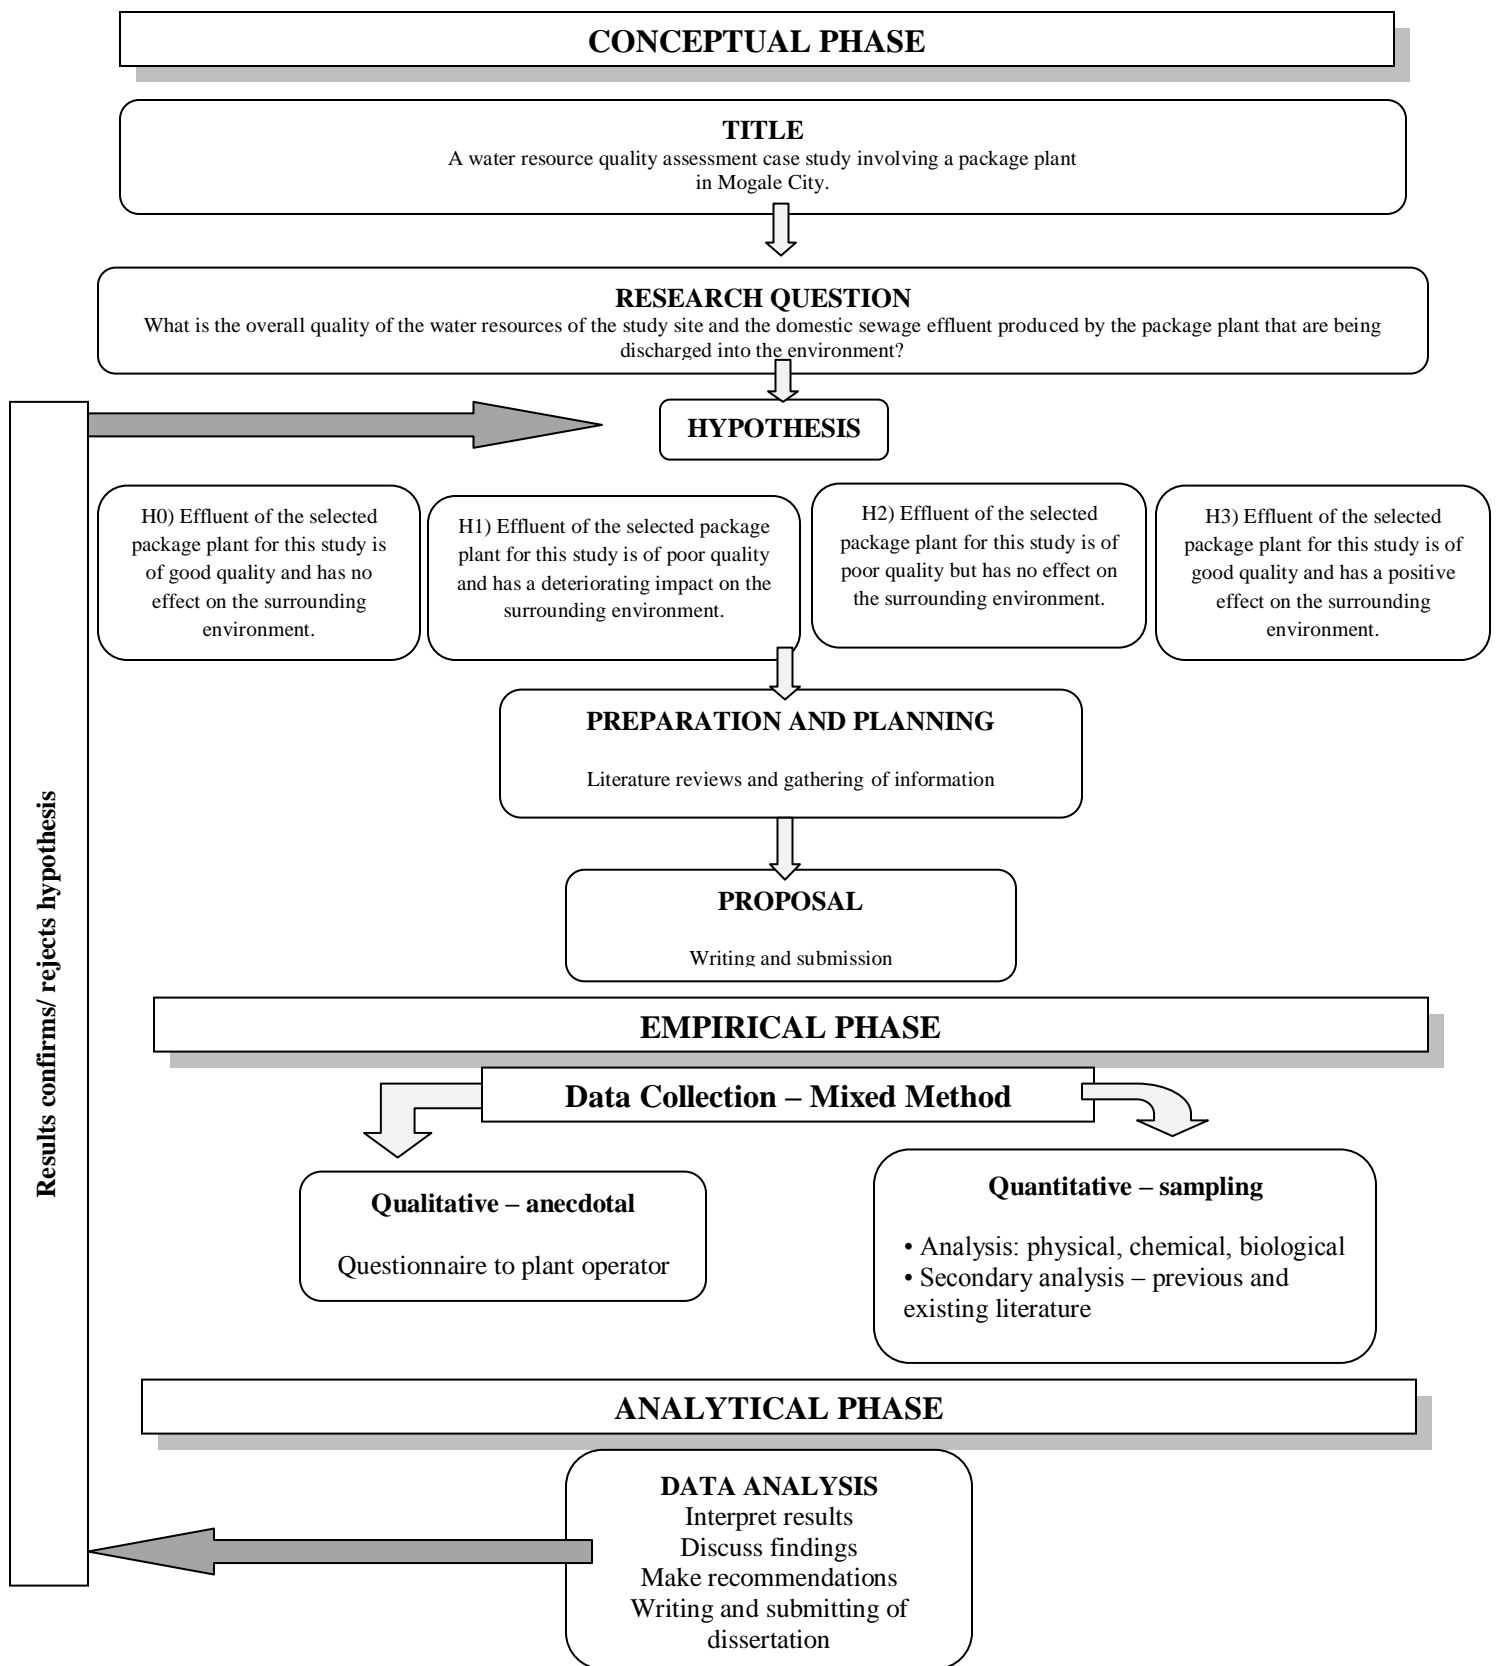 CONCEPTUAL PHASE
TITLE
A water resource quality assessment case study involving a package plant
in Mogale City.
RESEARCH QUESTION
What is the overall quality of the water resources of the study site and the domestic sewage effluent produced by the package plant that are being
discharged into the environment?
HYPOTHESIS
H0) Effluent of the selected
package plant for this study is
of good quality and has no
effect on the surrounding
environment.
H1) Effluent of the selected package
plant for this study is of poor quality
and has a deteriorating impact on the
surrounding environment.
H2) Effluent of the selected
package plant for this study is of
poor quality but has no effect on
the surrounding environment.
H3) Effluent of the selected
package plant for this study is of
good quality and has a positive
effect on the surrounding
environment.
PREPARATION AND PLANNING
Literature reviews and gathering of information
PROPOSAL
Writing and submission
EMPIRICAL PHASE
Data Collection – Mixed Method
Qualitative – anecdotal
Questionnaire to plant operator
Quantitative – sampling
• Analysis: physical, chemical, biological
• Secondary analysis – previous and
existing literature
ANALYTICAL PHASE
DATA ANALYSIS
Interpret results
Discuss findings
Make recommendations
Writing and submitting of
dissertation
Results confirms/ rejects hypothesis